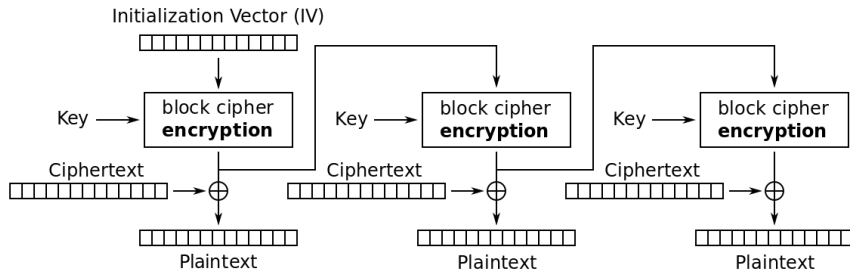 Initialization Vector (IV)
Key
block cipher
encryption
Key
block cipher
encryption
Key
block cipher
encryption
Ciphertext
Ciphertext
Ciphertext
Plaintext
Plaintext
Plaintext